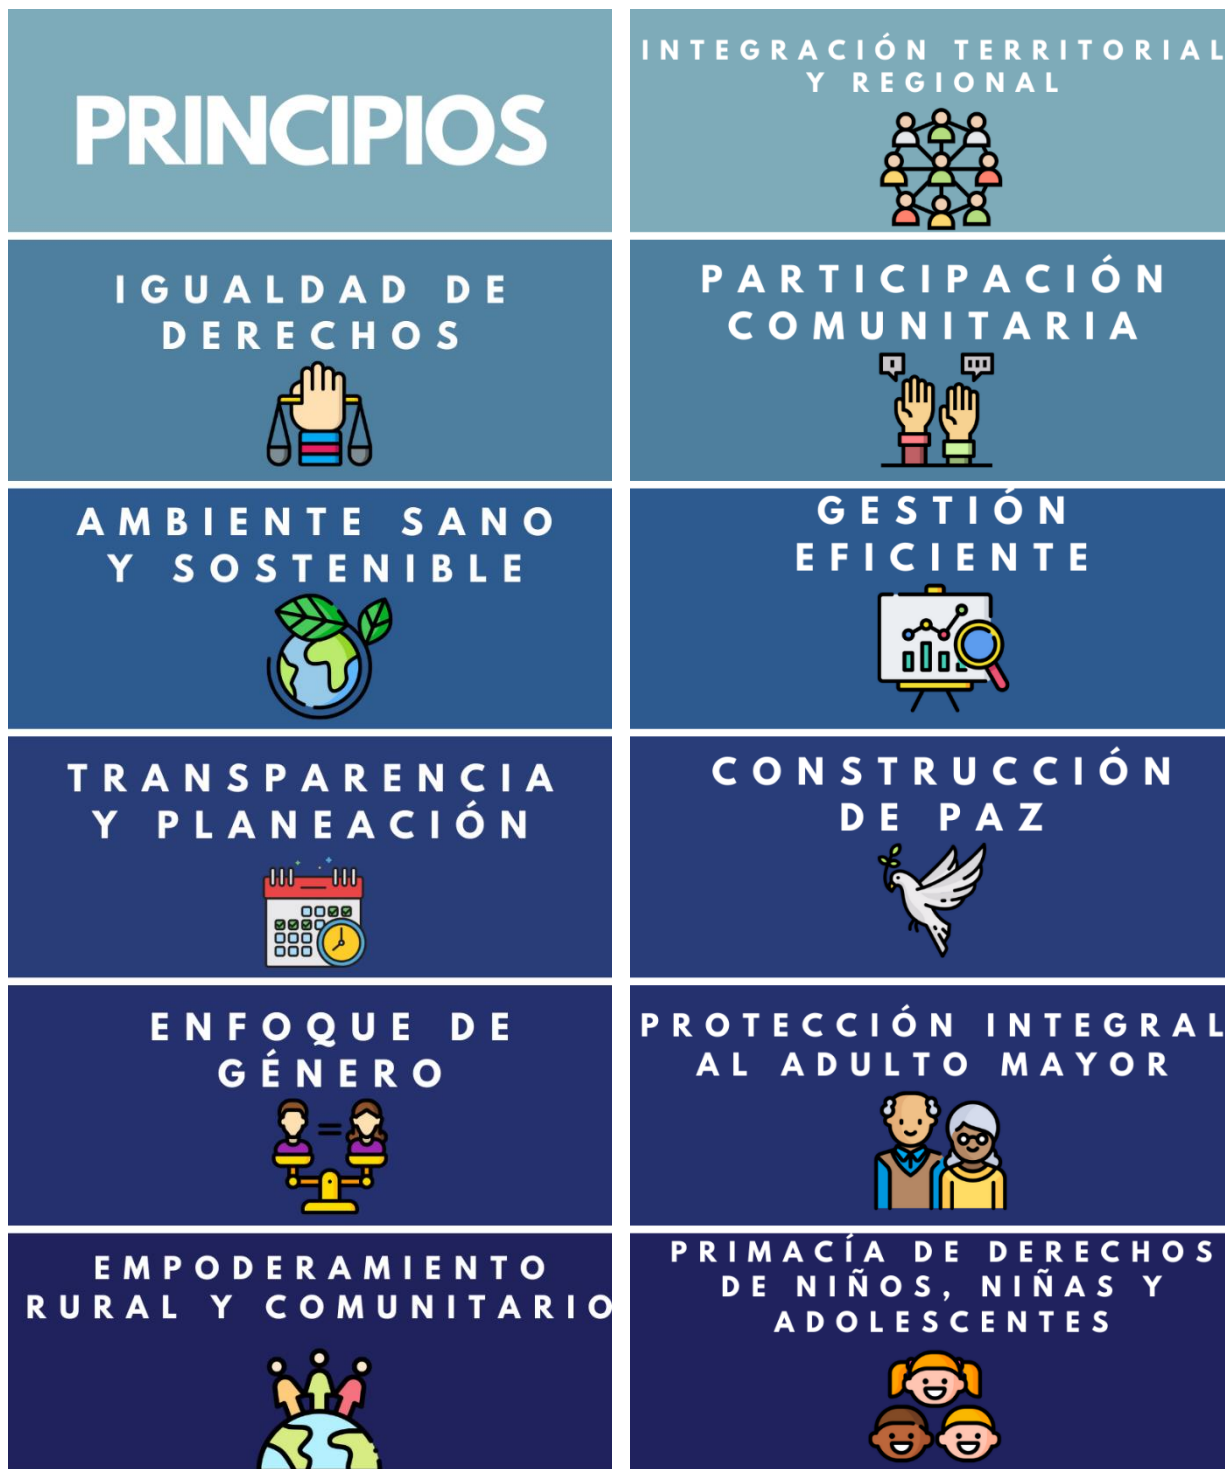 PRINCIPIOS
INTEGRACIÓN TERRITORIAL
Y REGIONAL
IGUALDAD DE
DERECHOS
PARTICIPACIÓN
COMUNITARIA
AMBIENTE SANO
Y SOSTENIBLE
GESTIÓN
EFICIENTE
TRANSPARENCIA
Y PLANEACIÓN
CONSTRUCCIÓN
DE PAZ
ENFOQUE DE
GÉNERO
PROTECCIÓN INTEGRAL
AL ADULTO MAYOR
EMPODERAMIENTO
RURAL Y COMUNITARIO
PRIMACÍA DE DERECHOS
DE NIÑOS, NIÑAS Y
ADOLESCENTES